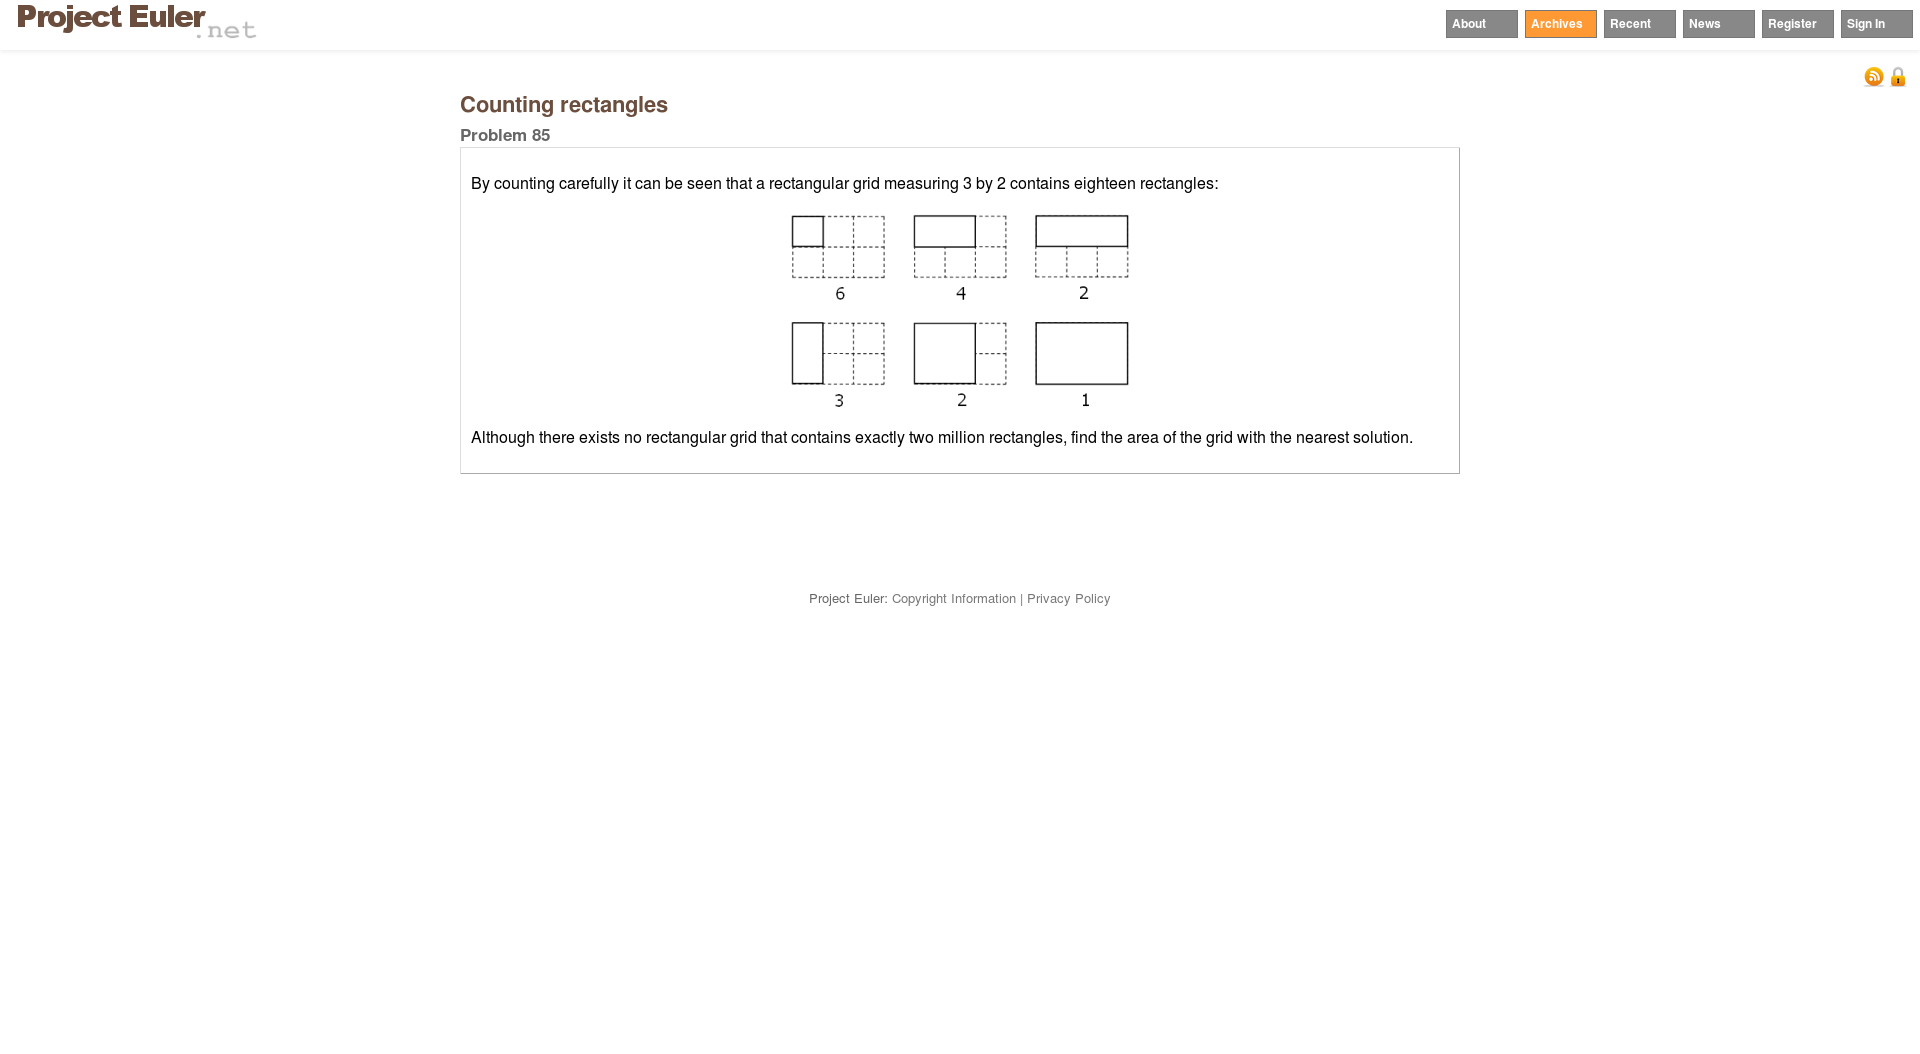 Project Euler.net
About Archives Recent News Register Sign In
Counting rectangles
Problem 85
By counting carefully it can be seen that a rectangular grid measuring 3 by 2 contains eighteen rectangles:
6 4 2
3 2 1
Although there exists no rectangular grid that contains exactly two million rectangles, find the area of the grid with the nearest solution.
Project Euler: Copyright Information | Privacy Policy